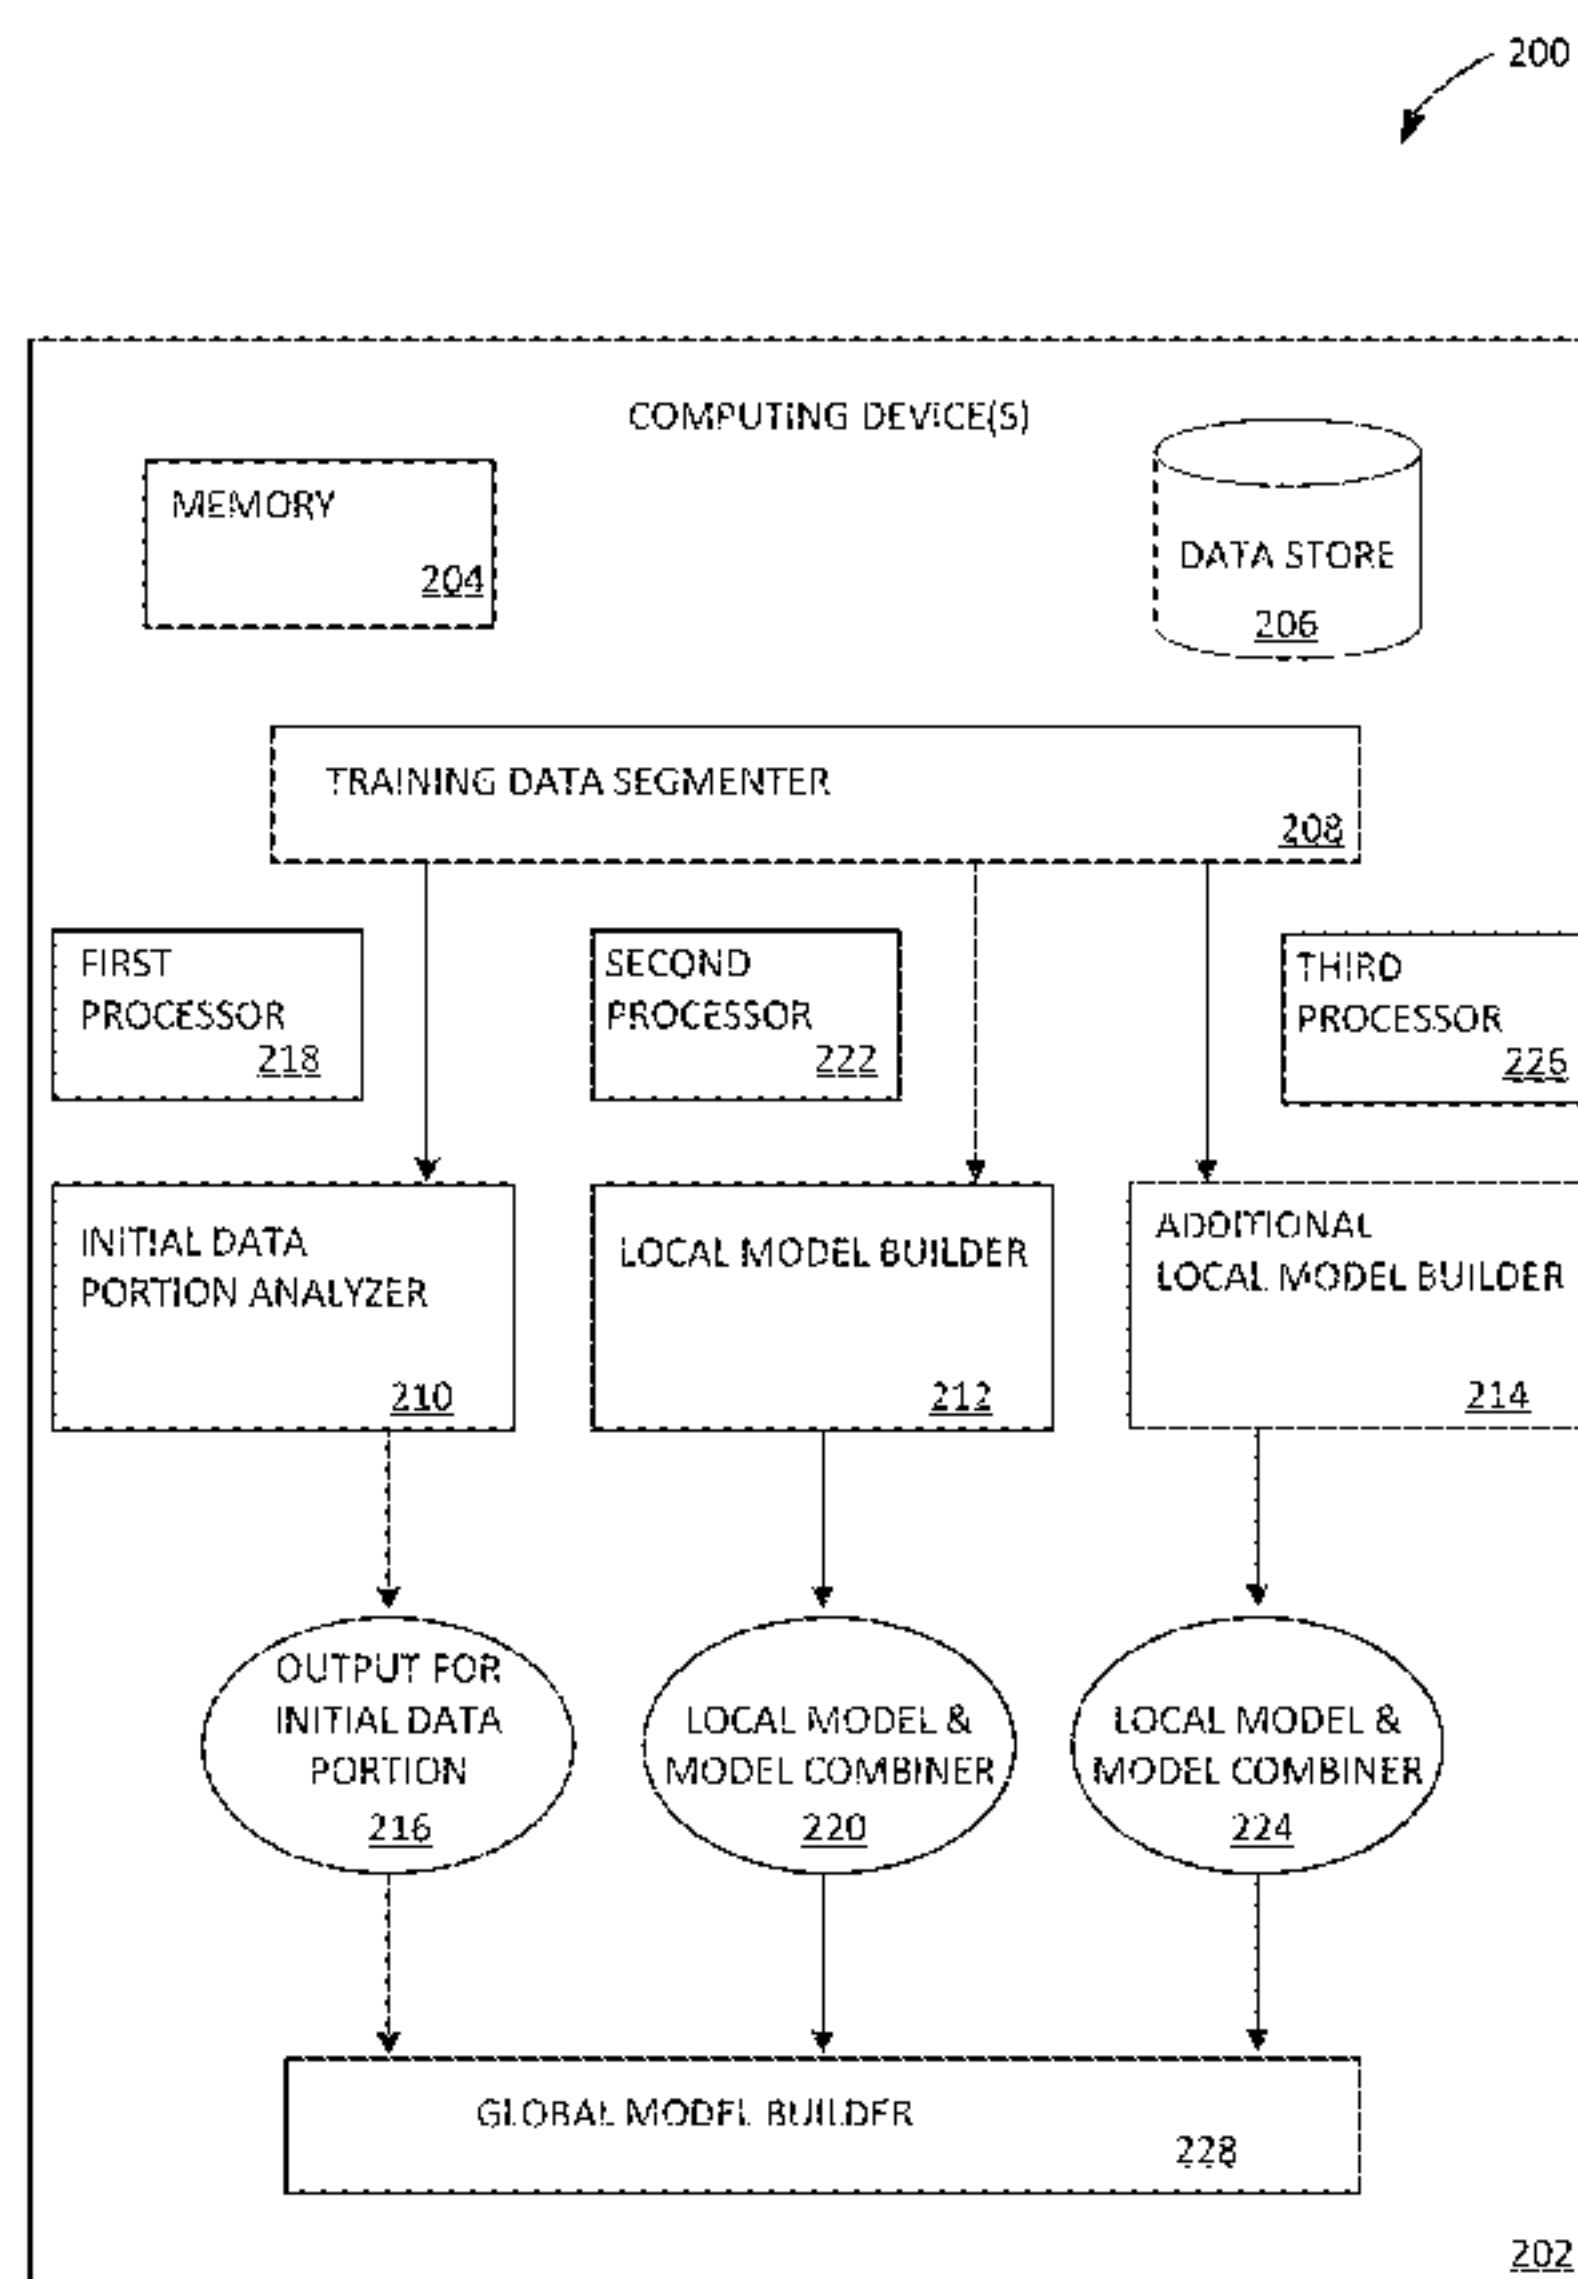 200
COMPUTING DEVICE(S)
MEMORY
204
DATA STORE
206
TRAINING DATA SEGMENTER
208
FIRST
PROCESSOR
218
SECOND
PROCESSOR
222
THIRD
PROCESSOR
226
INITIAL DATA
PORTION ANALYZER
210
LOCAL MODEL BUILDER
212
ADDITIONAL
LOCAL MODEL BUILDER
214
OUTPUT FOR
INITIAL DATA
PORTION
216
LOCAL MODEL &
MODEL COMBINER
220
LOCAL MODEL &
MODEL COMBINER
224
GLOBAL MODEL BUILDER
228
202